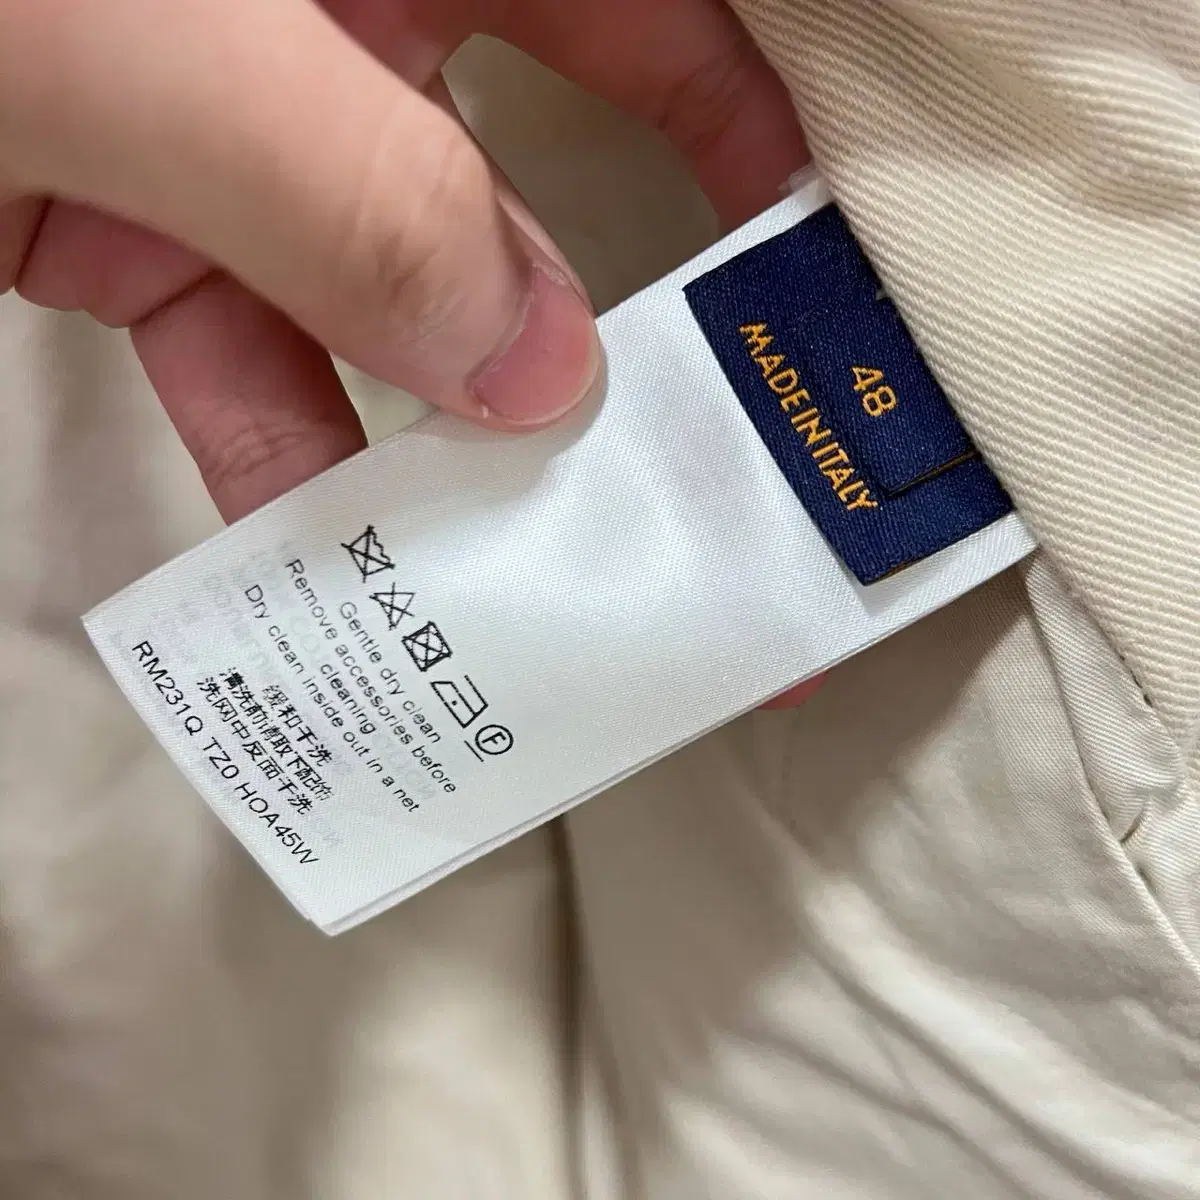 48
MADE IN ITALY
F
Gentle dry clean
Remove accessories before
cleaning
Dry clean inside out in a net
缓和干洗
清洗前请取下配饰
洗网中反面干洗
RM231Q TZ0 HOA45W